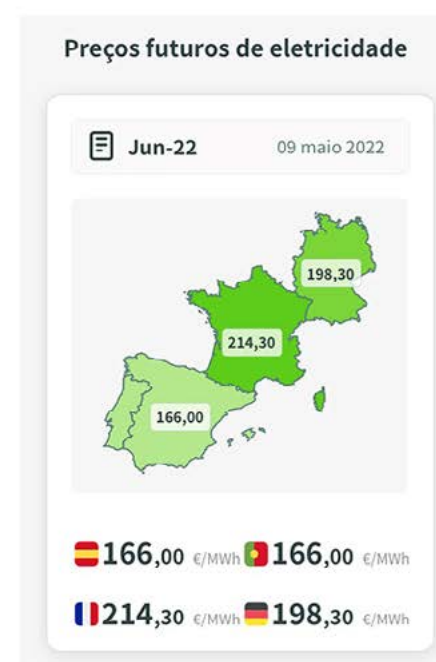 Preços futuros de eletricidade
Jun-22 09 maio 2022
198,30
214,30
166,00
166,00 €/MWh 166,00 €/MWh
214,30 €/MWh 198,30 €/MWh